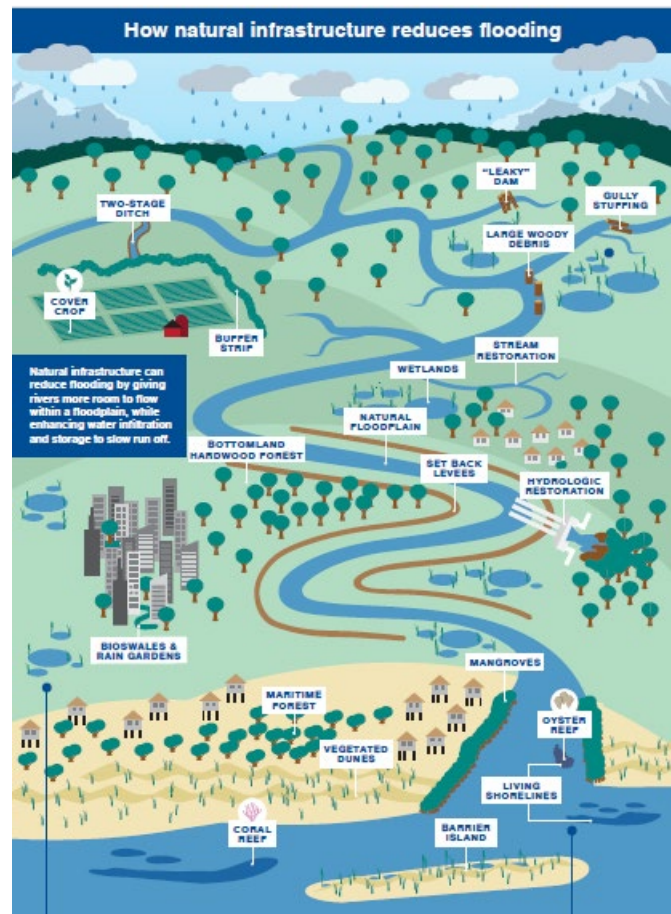 How natural infrastructure reduces flooding
"LEAKY"
DAM
GULLY
STUFFING
TWO-STAGE
DITCH
LARGE WOODY
DEBRIS
COVER
CROP
BUFFER
STRIP
STREAM
RESTORATION
Natural infrastructure can
reduce flooding by giving
rivers more room to flow
within a floodplain, while
enhancing water infiltration
and storage to slow run off.
WETLANDS
NATURAL
FLOODPLAIN
BOTTOMLAND
HARDWOOD FOREST
SET BACK
LEVEES
HYDROLOGIC
RESTORATION
BIOSWALES &
RAIN GARDENS
MANGROVES
MARITIME
FOREST
OYSTER
REEF
VEGETATED
DUNES
LIVING
SHORELINES
CORAL
REEF
BARRIER
ISLAND